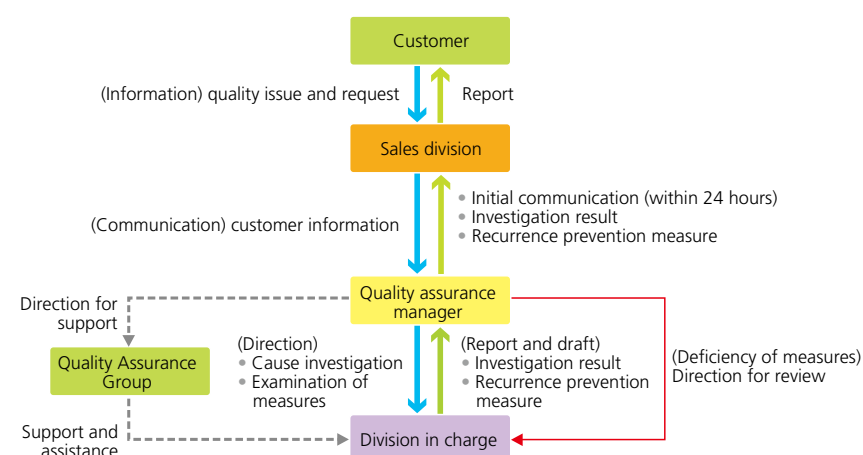 Customer
(Information) quality issue and request
Report
Sales division
(Communication) customer information
• Initial communication (within 24 hours)
• Investigation result
• Recurrence prevention measure
Quality assurance
manager
Direction for
support
Quality Assurance
Group
(Direction)
• Cause investigation
• Examination of
measures
(Report and draft)
• Investigation result
• Recurrence prevention
measure
(Deficiency of measures)
Direction for review
Support and
assistance
Division in charge